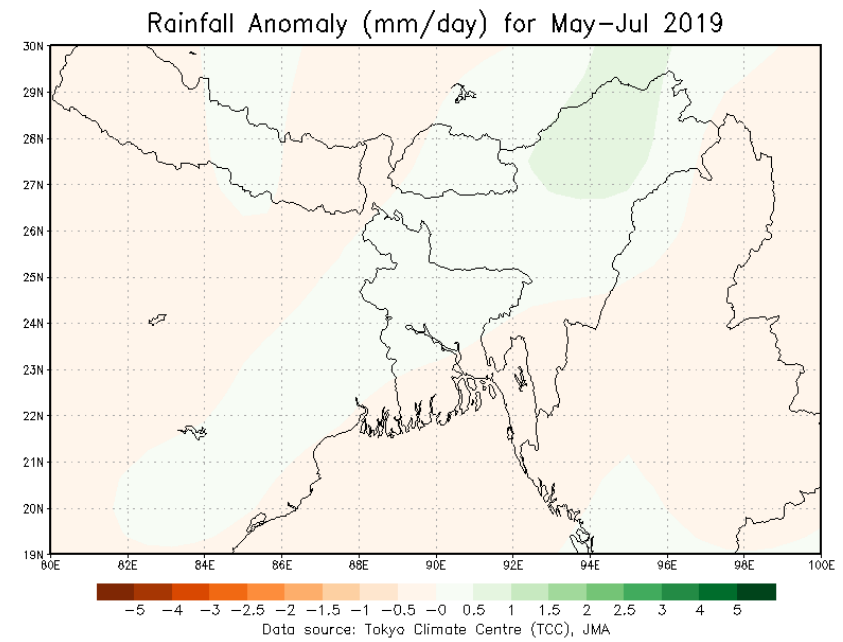 Rainfall Anomaly (mm/day) for May-Jul 2019
30N
29N
28N
27N
26N
25N
24N
23N
22N
21N
20N
19N
80E 82E 84E 86E 88E 90E 92E 94E 96E 98E 100E
-5 -4 -3 -2.5 -2 -1.5 -1 -0.5 -0 0.5 1 1.5 2 2.5 3 4 5
Data source: Tokyo Climate Centre (TCC), JMA